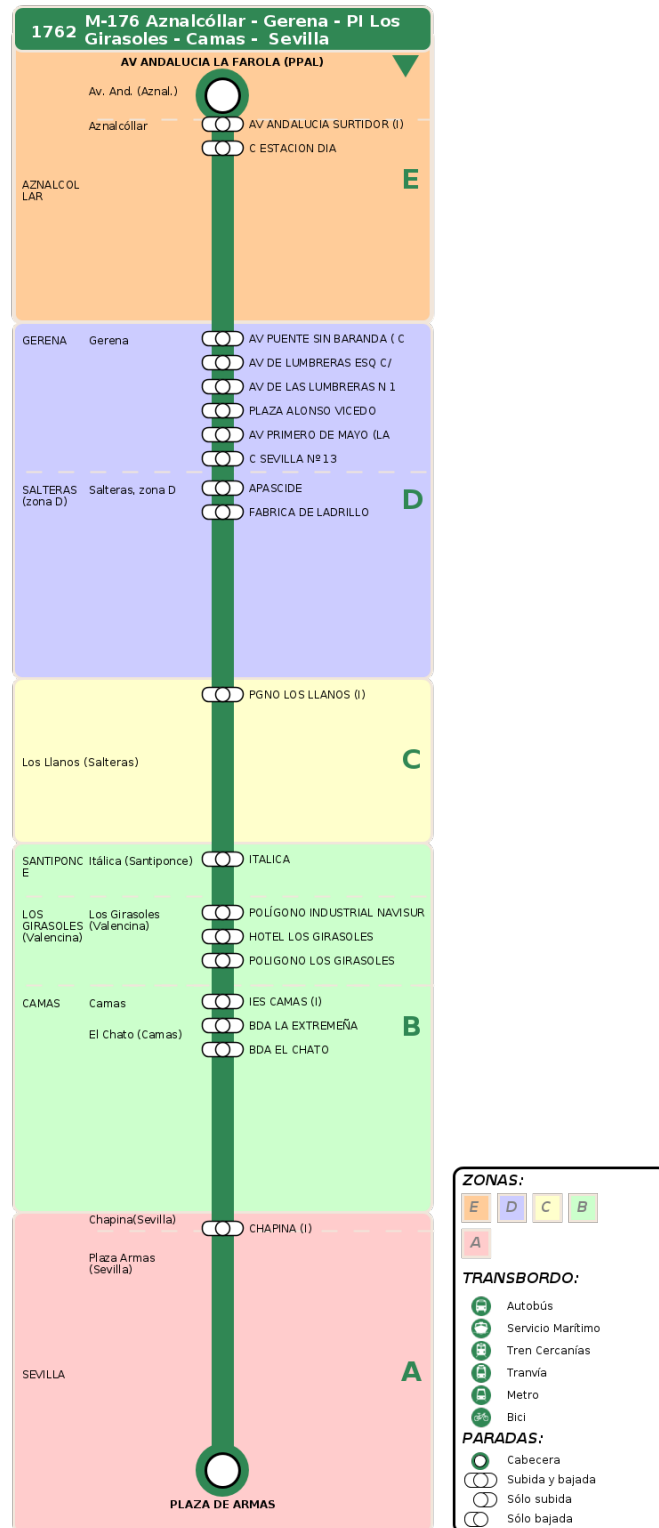 1762
M-176 Aznalcóllar - Gerena - PI Los
Girasoles - Camas -  Sevilla
AV ANDALUCIA LA FAROLA (PPAL)
Av. And. (Aznal.)
Aznalcóllar
AV ANDALUCIA SURTIDOR (I)
C ESTACION DIA
AZNALCOL
LAR
E
GERENA
Gerena
AV PUENTE SIN BARANDA ( C
AV DE LUMBRERAS ESQ C/
AV DE LAS LUMBRERAS N 1
PLAZA ALONSO VICEDO
AV PRIMERO DE MAYO (LA
C SEVILLA Nº13
SALTERAS
(zona D)
Salteras, zona D
APASCIDE
D
FABRICA DE LADRILLO
PGNO LOS LLANOS (I)
Los Llanos (Salteras)
C
SANTIPONC
E
Itálica (Santiponce)
ITALICA
LOS
GIRASOLES
(Valencina)
Los Girasoles
(Valencina)
POLÍGONO INDUSTRIAL NAVISUR
HOTEL LOS GIRASOLES
POLIGONO LOS GIRASOLES
CAMAS
Camas
IES CAMAS (I)
El Chato (Camas)
BDA LA EXTREMEÑA
B
BDA EL CHATO
Chapina(Sevilla)
CHAPINA (I)
Plaza Armas
(Sevilla)
SEVILLA
A
PLAZA DE ARMAS
ZONAS:
E D C B
A
TRANSBORDO:
Autobús
Servicio Marítimo
Tren Cercanías
Tranvía
Metro
Bici
PARADAS:
Cabecera
Subida y bajada
Sólo subida
Sólo bajada